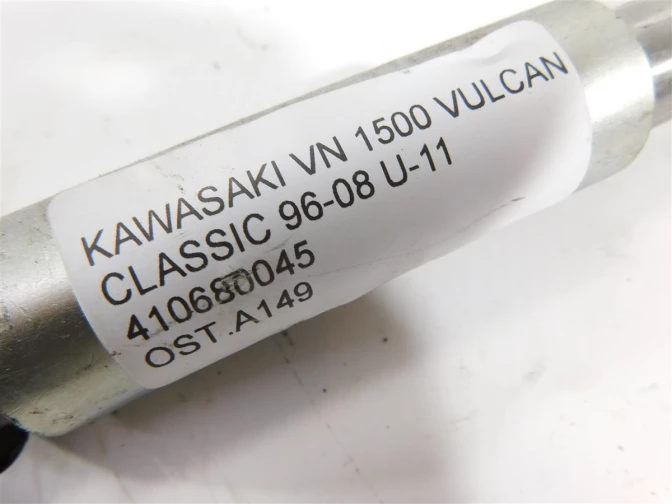 KAWASAKI VN 1500 VULCAN
CLASSIC 96-08 U-11
410680045
OST.A149